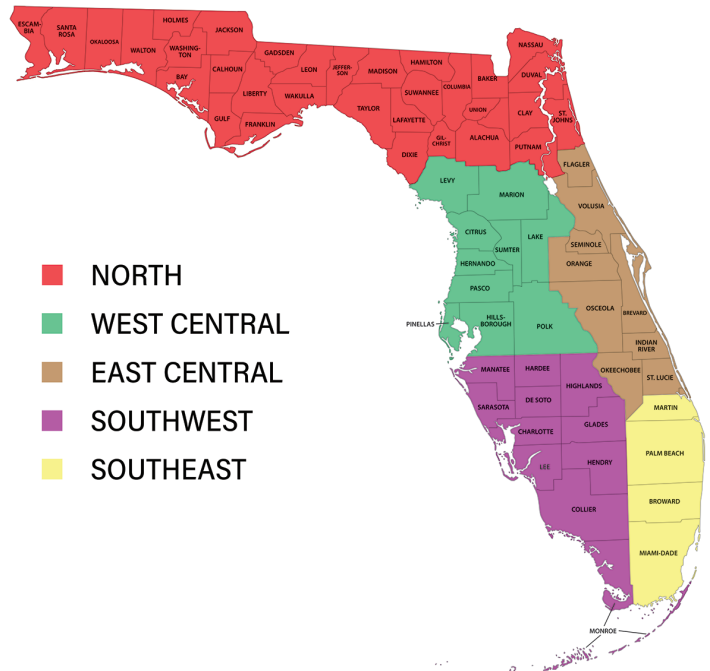 ESCAM-
BIA
SANTA
ROSA
OKALOOSA
WALTON
HOLMES
WASHING-
TON
JACKSON
BAY
CALHOUN
GULF
LIBERTY
GADSDEN
FRANKLIN
LEON
WAKULLA
JEFFER-
SON
MADISON
TAYLOR
HAMILTON
SUWANNEE
LAFAYETTE
DIXIE
COLUMBIA
GIL-
CHRIST
BAKER
UNION
ALACHUA
NASSAU
DUVAL
CLAY
ST.
JOHNS
PUTNAM
FLAGLER
LEVY
MARION
VOLUSIA
CITRUS
SUMTER
LAKE
SEMINOLE
HERNANDO
ORANGE
PASCO
NORTH
WEST CENTRAL
EAST CENTRAL
SOUTHWEST
SOUTHEAST
PINELLAS
HILLS-
BOROUGH
POLK
OSCEOLA
BREVARD
INDIAN
RIVER
OKEECHOBEE
ST. LUCIE
MANATEE
HARDEE
HIGHLANDS
SARASOTA
DE SOTO
MARTIN
CHARLOTTE
GLADES
LEE
HENDRY
PALM BEACH
COLLIER
BROWARD
MIAMI-DADE
MONROE